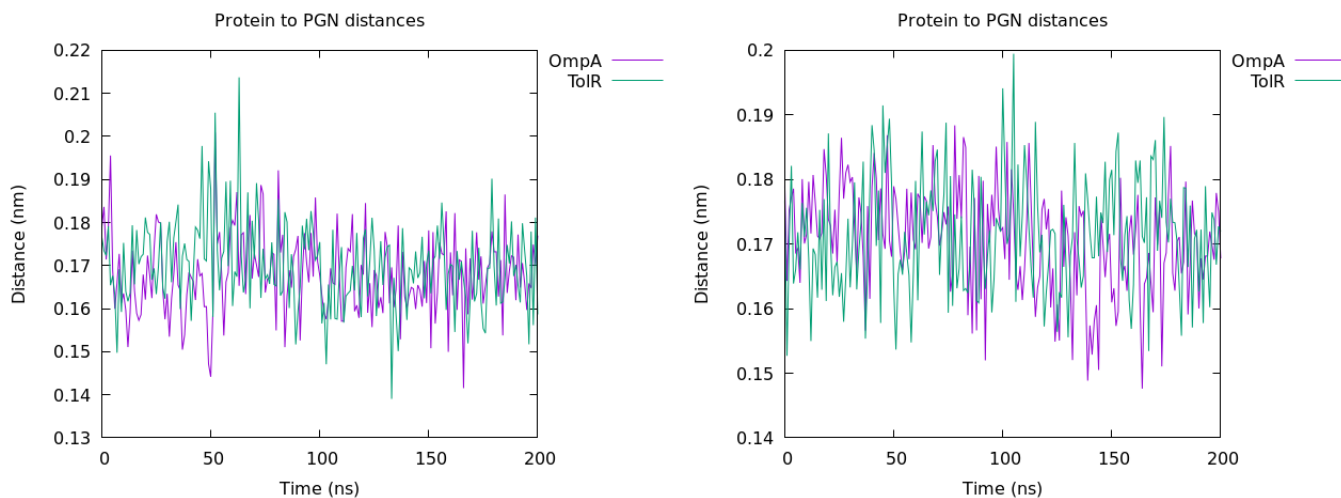 Protein to PGN distances
0.22
0.21
0.2
0.19
0.18
0.17
0.16
0.15
0.14
0.13
Distance (nm)
0 50 100 150 200
Time (ns)
OmpA
TolR
Protein to PGN distances
0.2
0.19
0.18
0.17
0.16
0.15
0.14
Distance (nm)
0 50 100 150 200
Time (ns)
OmpA
TolR